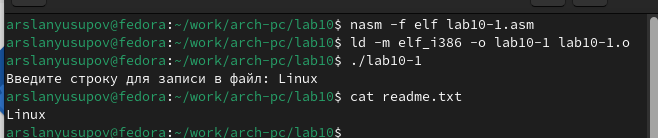 arslanyusupov@fedora:~/work/arch-pc/lab10$ nasm -f elf lab10-1.asm
arslanyusupov@fedora:~/work/arch-pc/lab10$ ld -m elf_i386 -o lab10-1 lab10-1.o
arslanyusupov@fedora:~/work/arch-pc/lab10$ ./lab10-1
Введите строку для записи в файл: Linux
arslanyusupov@fedora:~/work/arch-pc/lab10$ cat readme.txt
Linux
arslanyusupov@fedora:~/work/arch-pc/lab10$